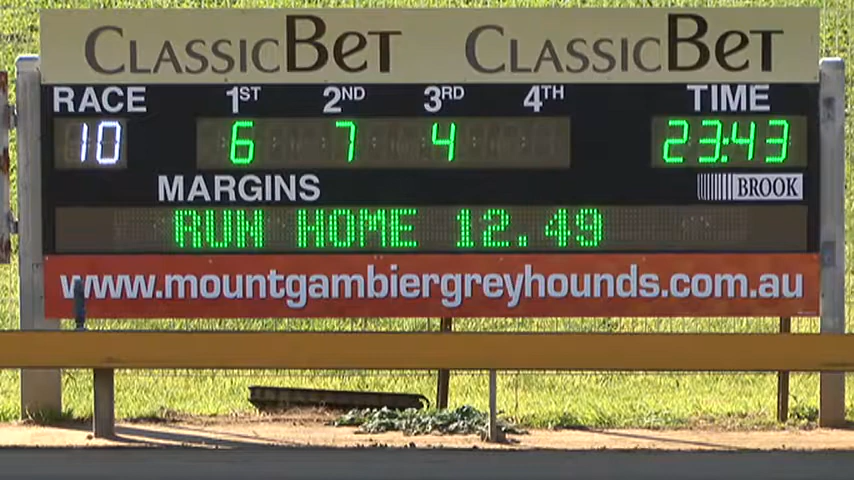 CLASSICBET CLASSICBET
RACE 1ST 2ND 3RD 4TH TIME
10 6 7 4 23:43
MARGINS BROOK
RUN HOME 12.49
www.mountgambiergreyhounds.com.au